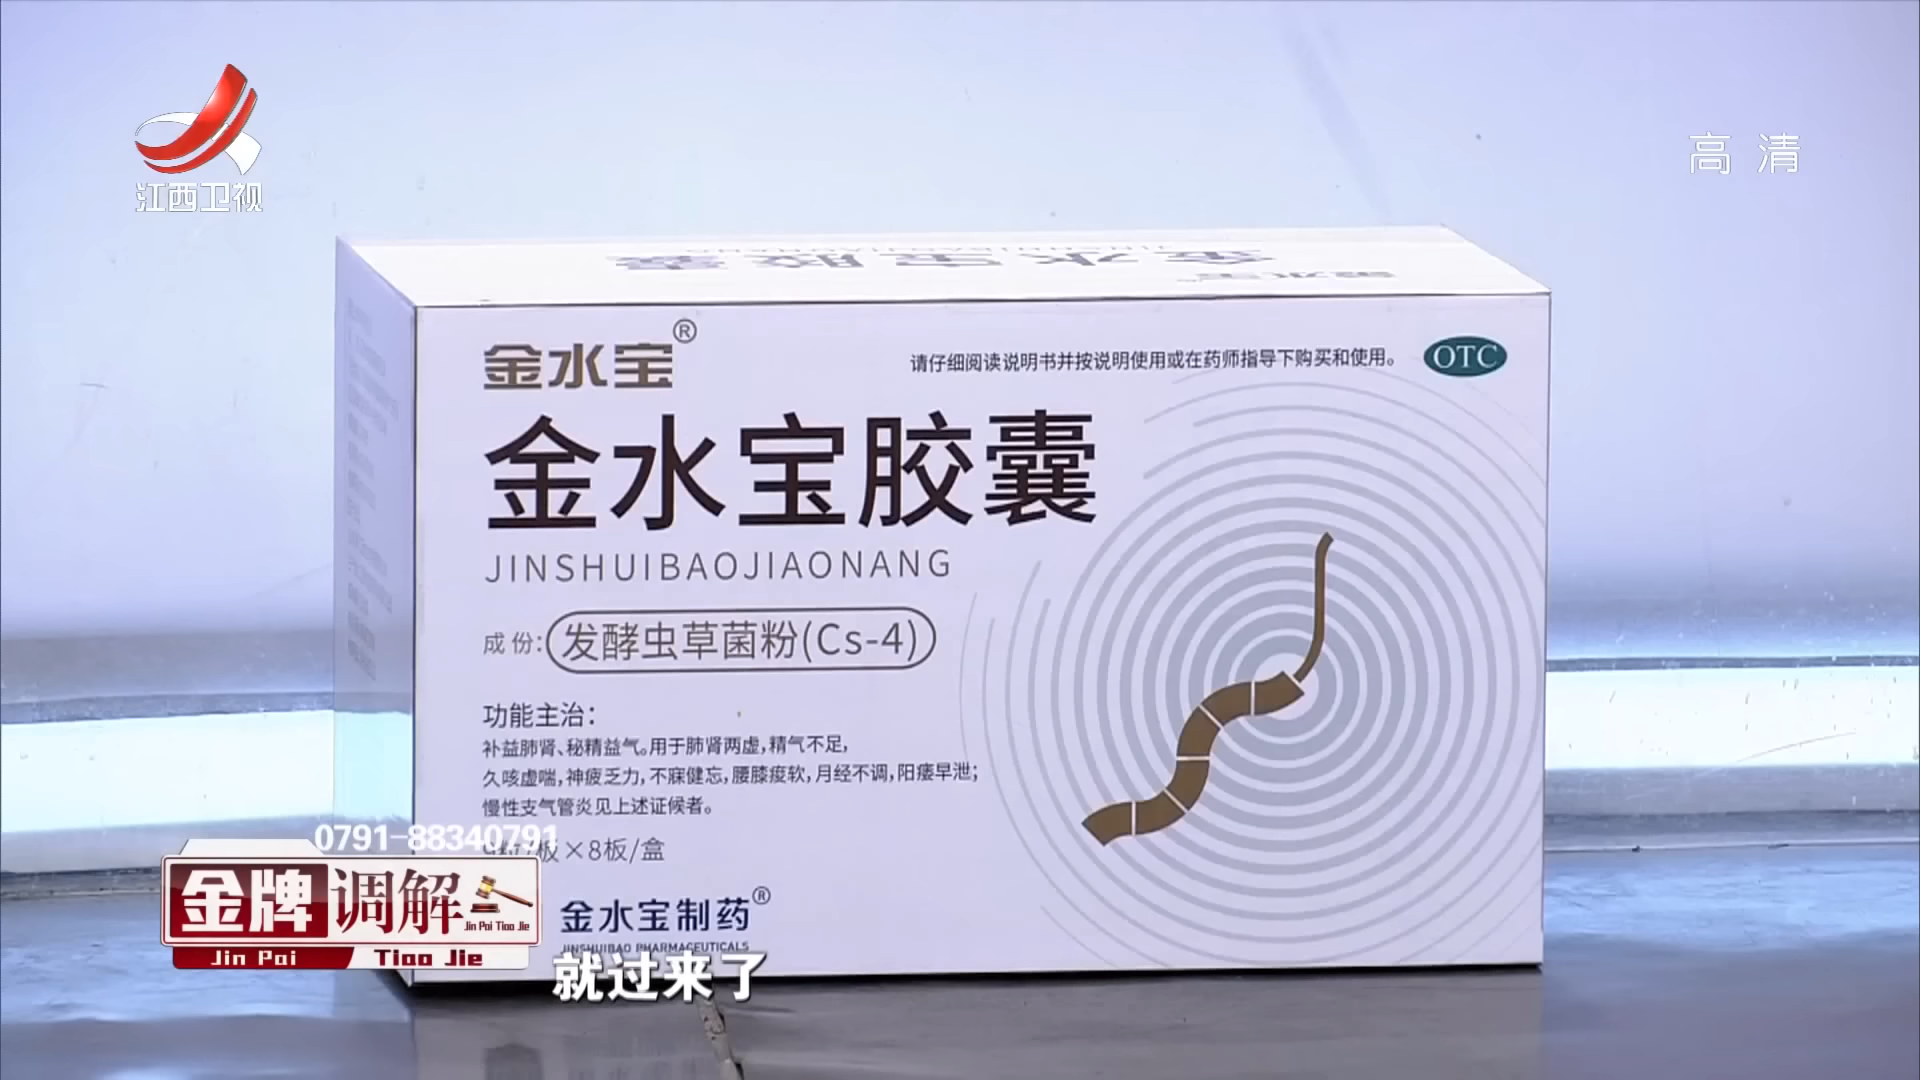 江西卫视
高清
金水宝®
请仔细阅读说明书并按说明使用或在药师指导下购买和使用。
OTC
金水宝胶囊
JINSHUIBAOJIAONANG
成份:发酵虫草菌粉(Cs-4)
功能主治：
补益肺肾、秘精益气。用于肺肾两虚，精气不足，
久咳虚喘，神疲乏力，不寐健忘，腰膝痠软，月经不调，阳痿早泄；
慢性支气管炎见上述证候者。
0791-88340791
板×8板/盒
金牌调解
Jin Pai Tiao Jie
Jin Pai Tiao Jie
金水宝制药®
JINSHUIBAO PHARMACEUTICALS
就过来了